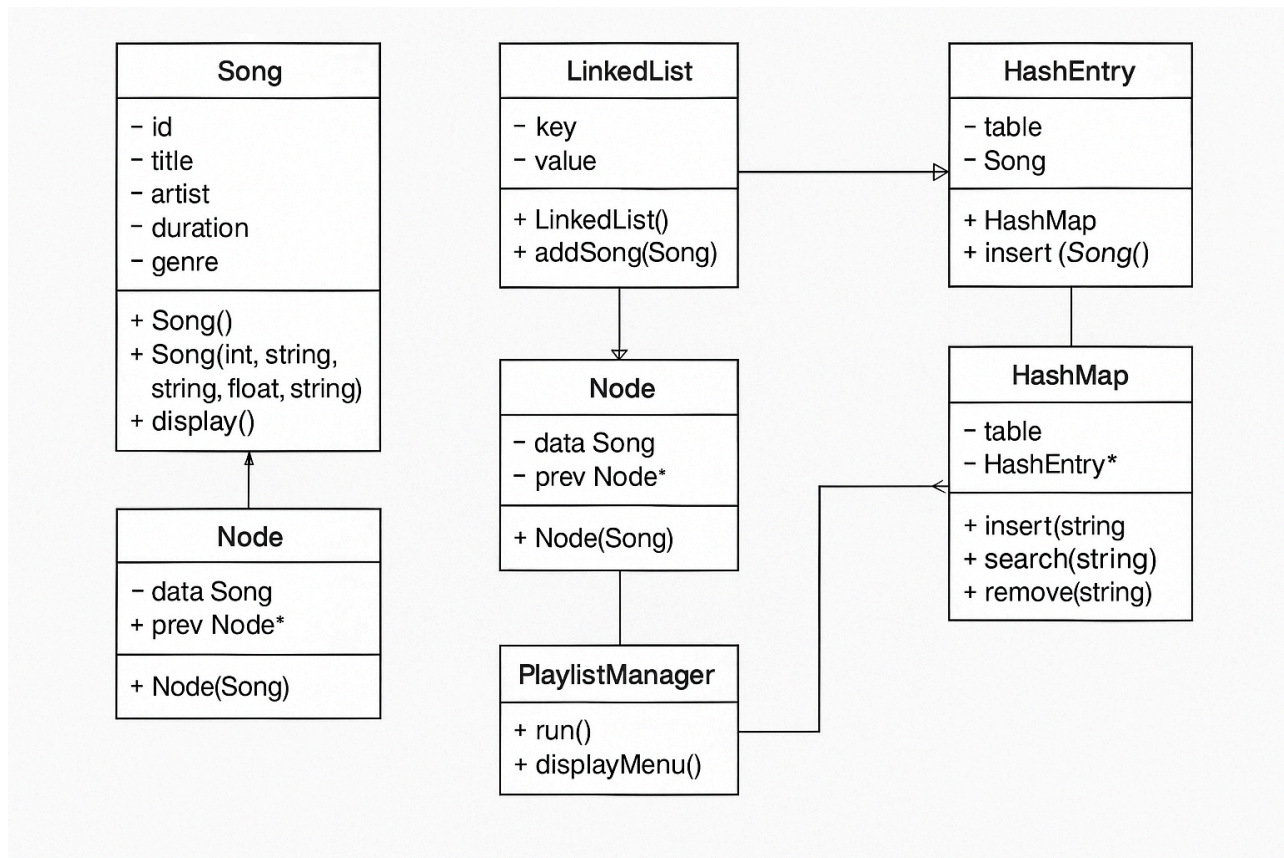 Song
- id
- title
- artist
- duration
- genre
+ Song()
+ Song(int, string,
string, float, string)
+ display()
Node
- data Song
+ prev Node*
+ Node(Song)
LinkedList
- key
- value
+ LinkedList()
+ addSong(Song)
Node
- data Song
- prev Node*
+ Node(Song)
PlaylistManager
+ run()
+ displayMenu()
HashEntry
- table
- Song
+ HashMap
+ insert (Song()
HashMap
- table
- HashEntry*
+ insert(string
+ search(string)
+ remove(string)